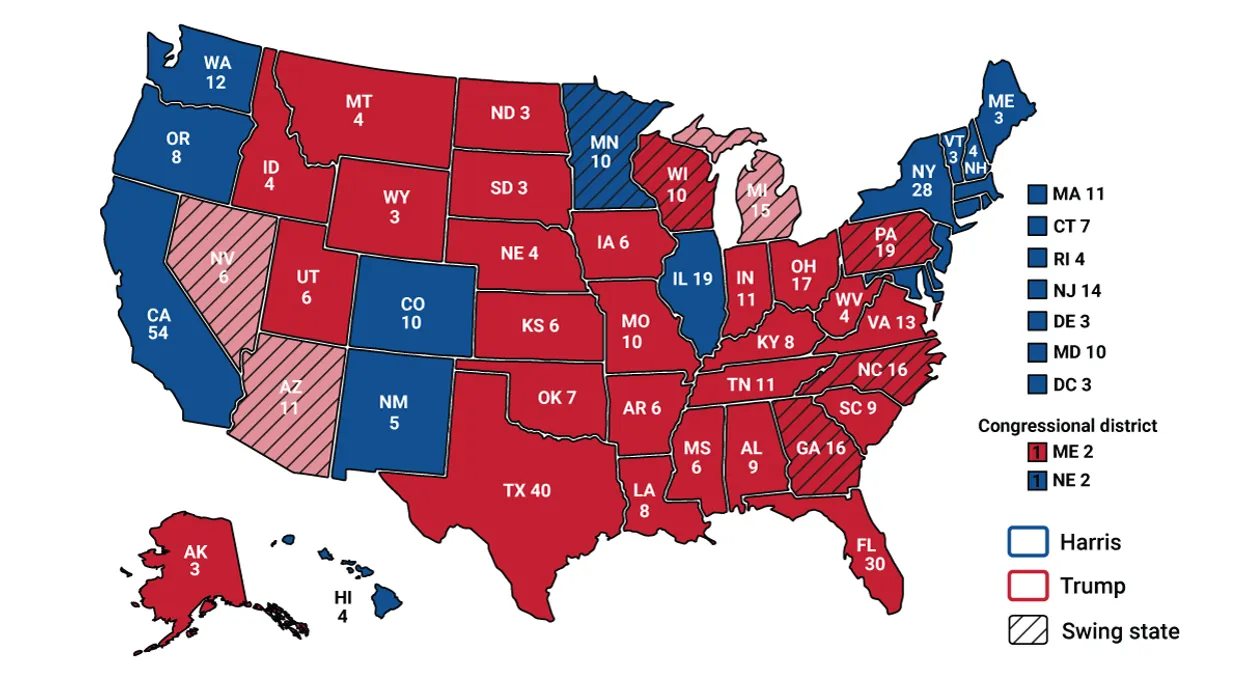 WA
12
OR
8
CA
54
ID
4
NV
6
MT
4
WY
3
UT
6
AZ
11
CO
10
NM
5
ND 3
SD 3
NE 4
KS 6
OK 7
TX 40
MN
10
IA 6
MO
10
AR 6
LA
8
WI
10
IL 19
MI
15
IN
11
OH
17
KY 8
TN 11
MS
6
AL
9
GA 16
FL
30
SC 9
NC 16
VA 13
WV
4
PA
19
NY
28
VT
3
4
NH
ME
3
AK
3
HI
4
MA 11
CT 7
RI 4
NJ 14
DE 3
MD 10
DC 3
Congressional district
1 ME 2
1 NE 2
Harris
Trump
Swing state